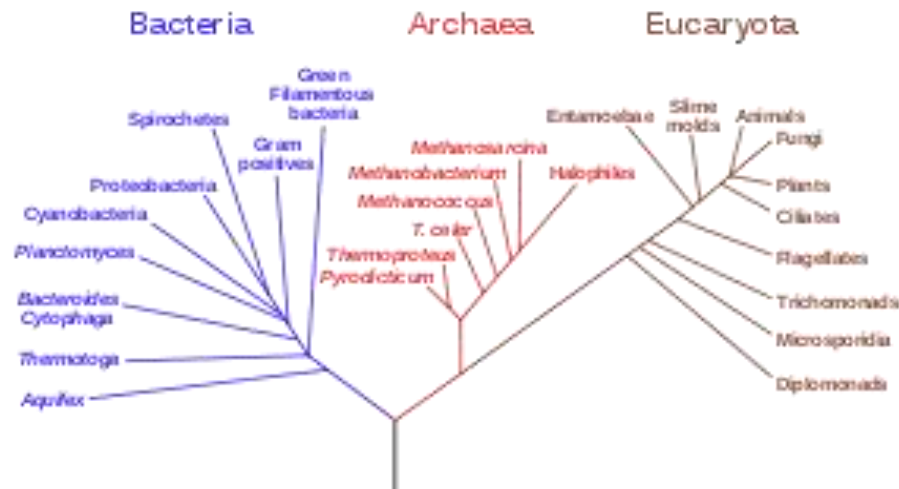 Bacteria
Archaea
Eucaryota
Green
Filamentous
bacteria
Spirochetes
Gram
positives
Proteobacteria
Cyanobacteria
Planctomyces
Bacteroides
Cytophaga
Thermotoga
Aquifex
Methanosarcina
Methanobacterium
Halophiles
Methanococcus
T. celer
Thermoproteus
Pyrodicticum
Entamoebae
Slime
molds
Animals
Fungi
Plants
Ciliates
Flagellates
Trichomonads
Microsporidia
Diplomonads